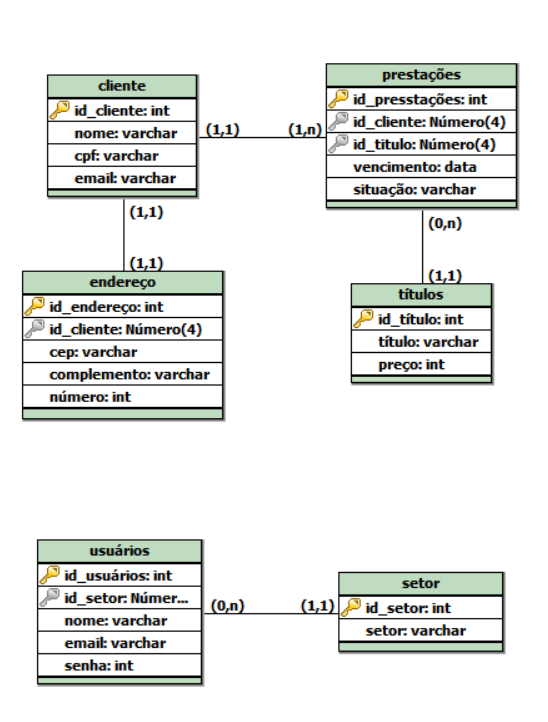 cliente
id_cliente: int
nome: varchar
cpf: varchar
email: varchar
(1,1)
(1,n)
prestações
id_presstações: int
id_cliente: Número(4)
id_titulo: Número(4)
vencimento: data
situação: varchar
(1,1)
(1,1)
(0,n)
(1,1)
endereço
id_endereço: int
id_cliente: Número(4)
cep: varchar
complemento: varchar
número: int
títulos
id_título: int
título: varchar
preço: int
usuários
id_usuários: int
id_setor: Númer...
nome: varchar
email: varchar
senha: int
(0,n)
(1,1)
setor
id_setor: int
setor: varchar